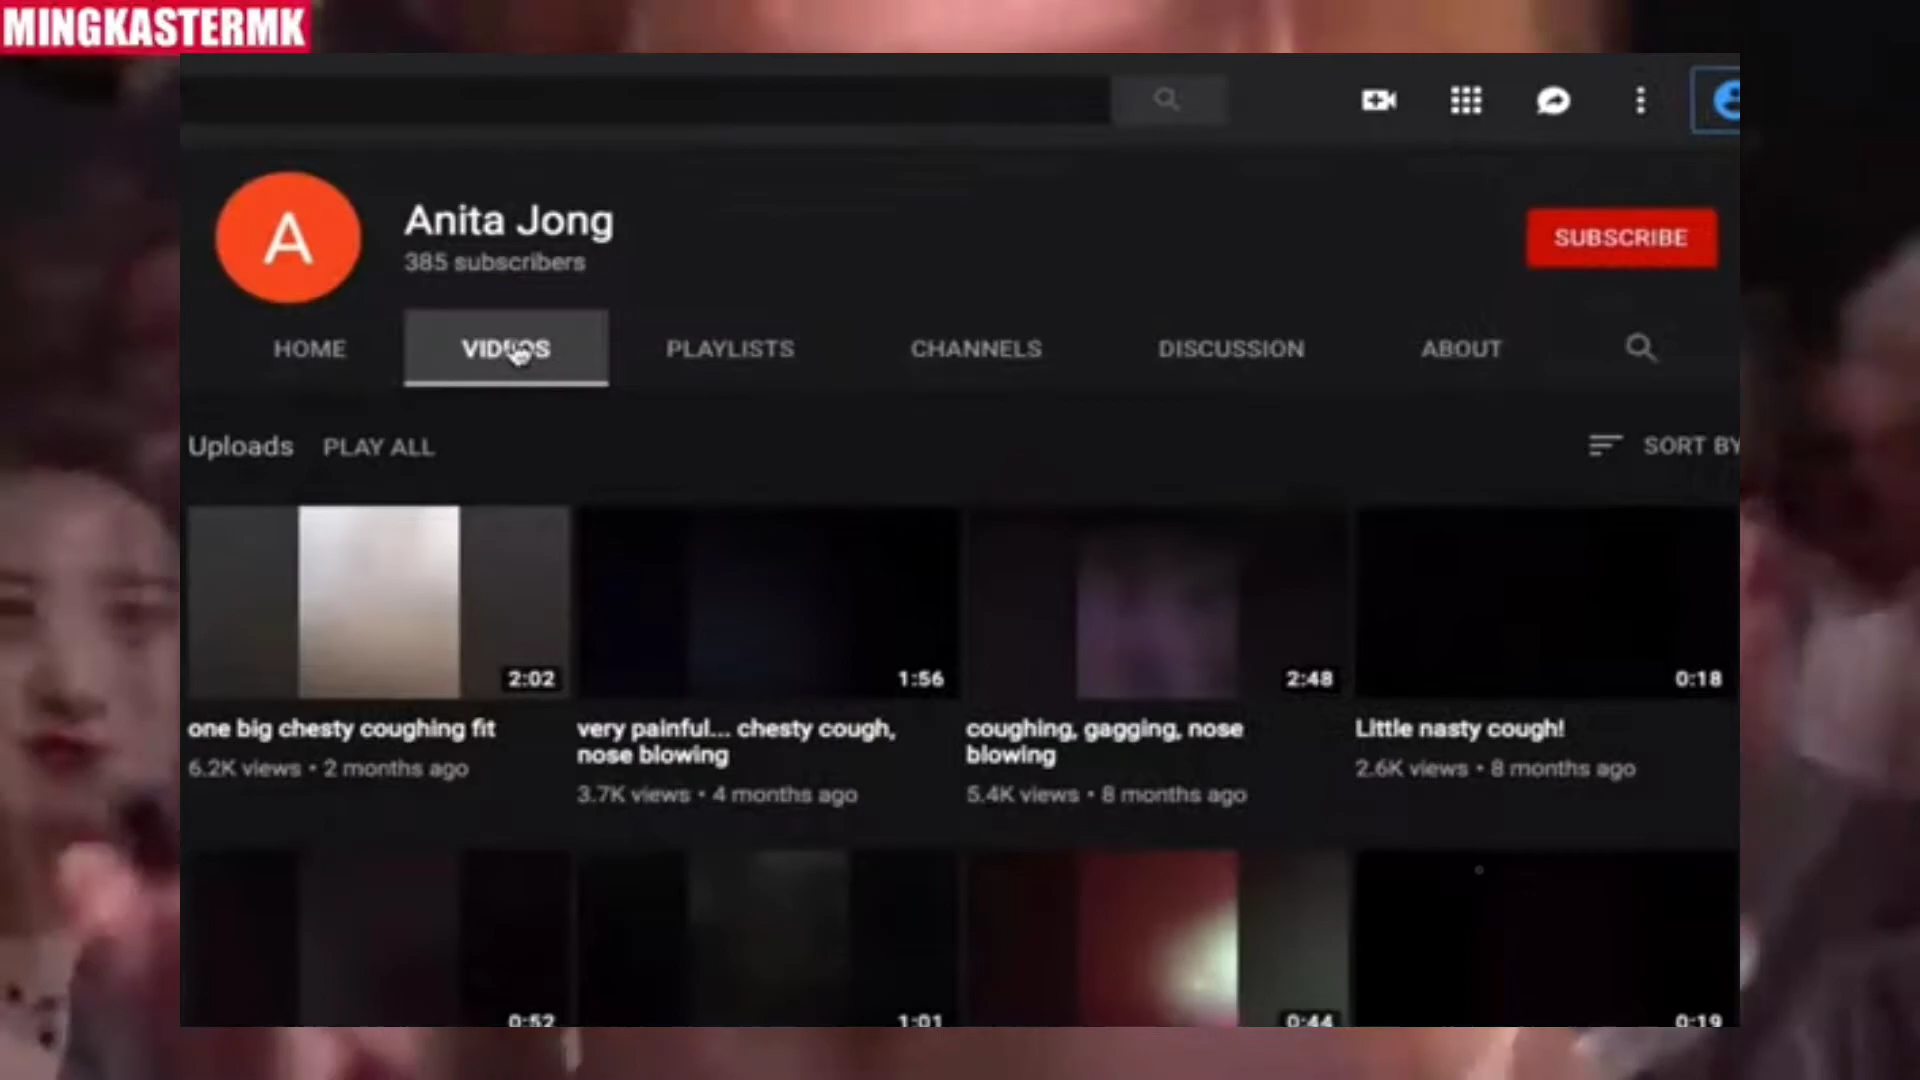 MINGKASTERMK
A
Anita Jong
385 subscribers
SUBSCRIBE
HOME
VIDEOS
PLAYLISTS
CHANNELS
DISCUSSION
ABOUT
Uploads
PLAY ALL
SORT BY
2:02
1:56
2:48
0:18
one big chesty coughing fit
6.2K views • 2 months ago
very painful... chesty cough,
nose blowing
3.7K views • 4 months ago
coughing, gagging, nose
blowing
5.4K views • 8 months ago
Little nasty cough!
2.6K views • 8 months ago
0:52
1:01
0:44
0:19